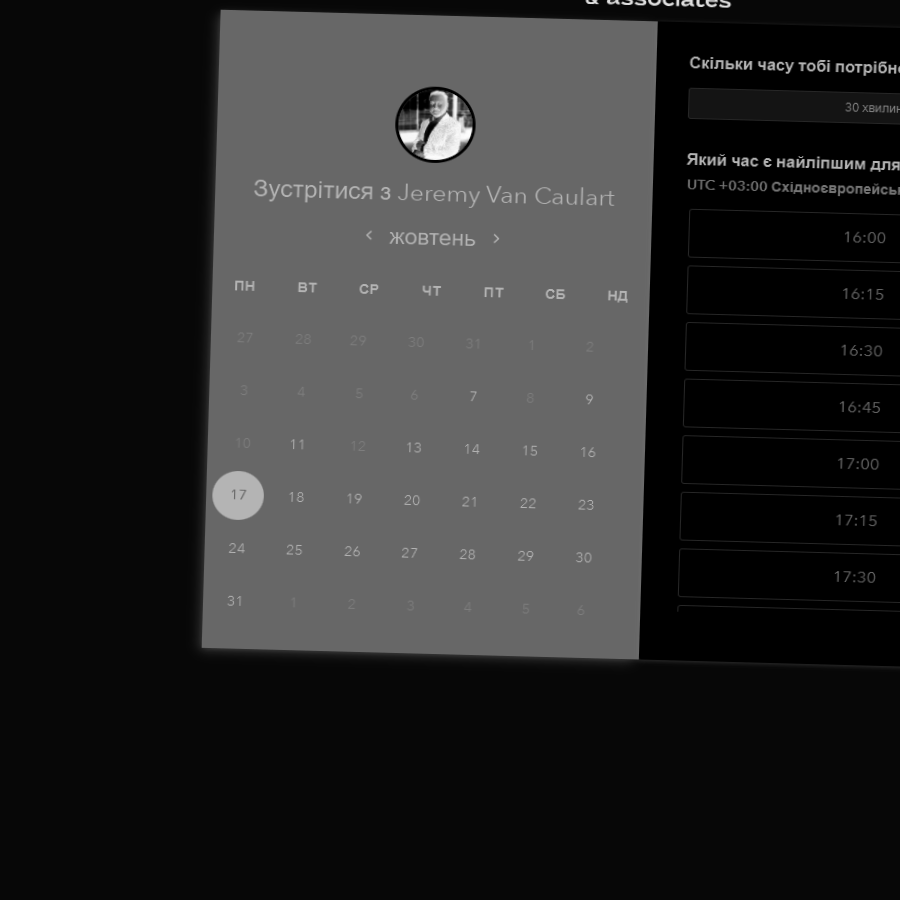 & associates
Зустрітися з Jeremy Van Caulart
жовтень
ПН ВТ СР ЧТ ПТ СБ НД
27 28 29 30 31 1 2
3 4 5 6 7 8 9
10 11 12 13 14 15 16
17 18 19 20 21 22 23
24 25 26 27 28 29 30
31 1 2 3 4 5 6
Скільки часу тобі
30
Який час є найліпшим для
UTC +03:00
16:00
16:15
16:30
16:45
17:00
17:15
17:30